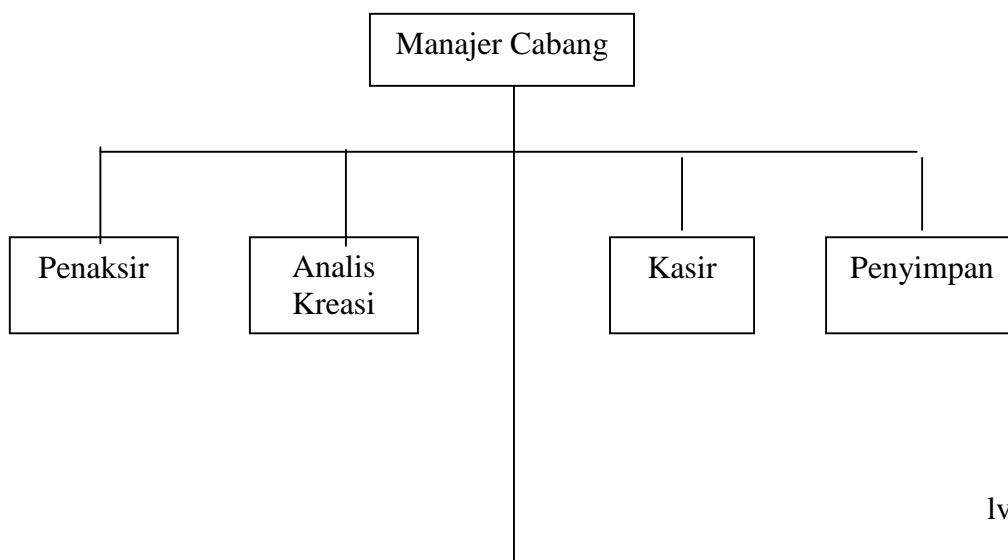 Manajer Cabang
Penaksir
Analis
Kreasi
Kasir
Penyimpan
lv